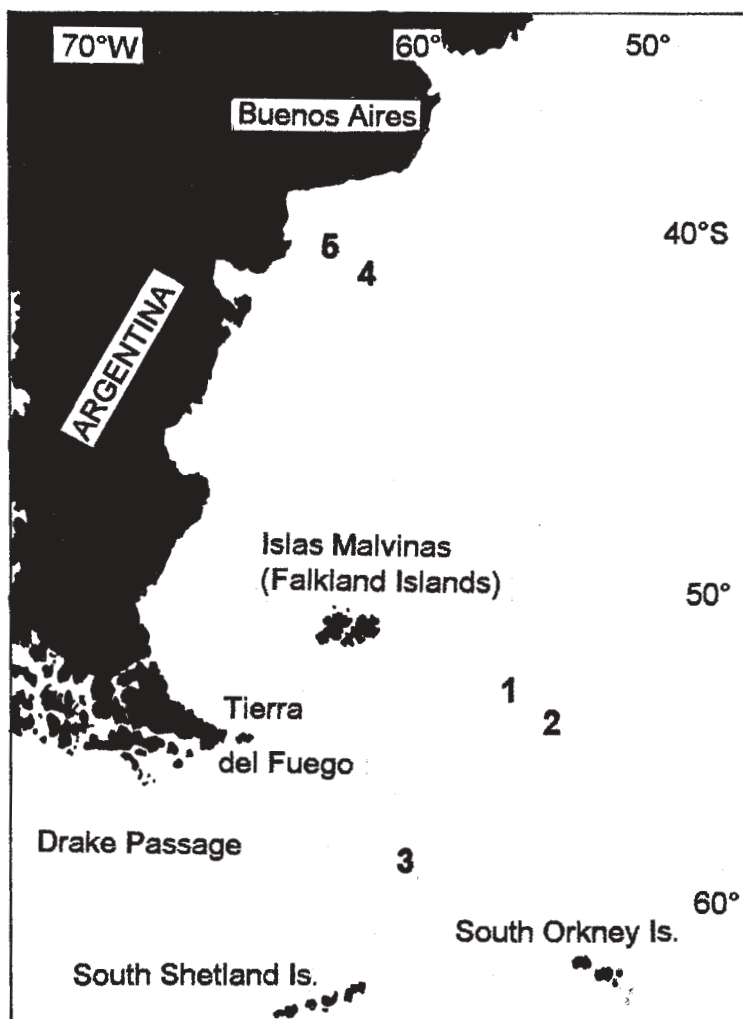 70°W 60° 50°
Buenos Aires
40°S
5
4
ARGENTINA
Islas Malvinas
(Falkland Islands)
50°
1
2
Tierra
del Fuego
Drake Passage
3
60°
South Orkney Is.
South Shetland Is.